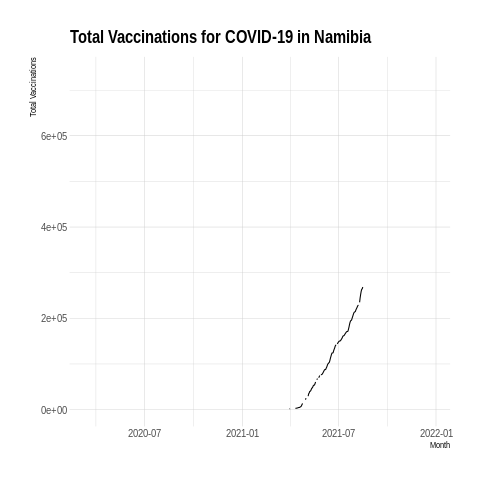 Total Vaccinations for COVID-19 in Namibia
Total Vaccinations
6e+05
4e+05
2e+05
0e+00
2020-07
2021-01
2021-07
2022-01
Month